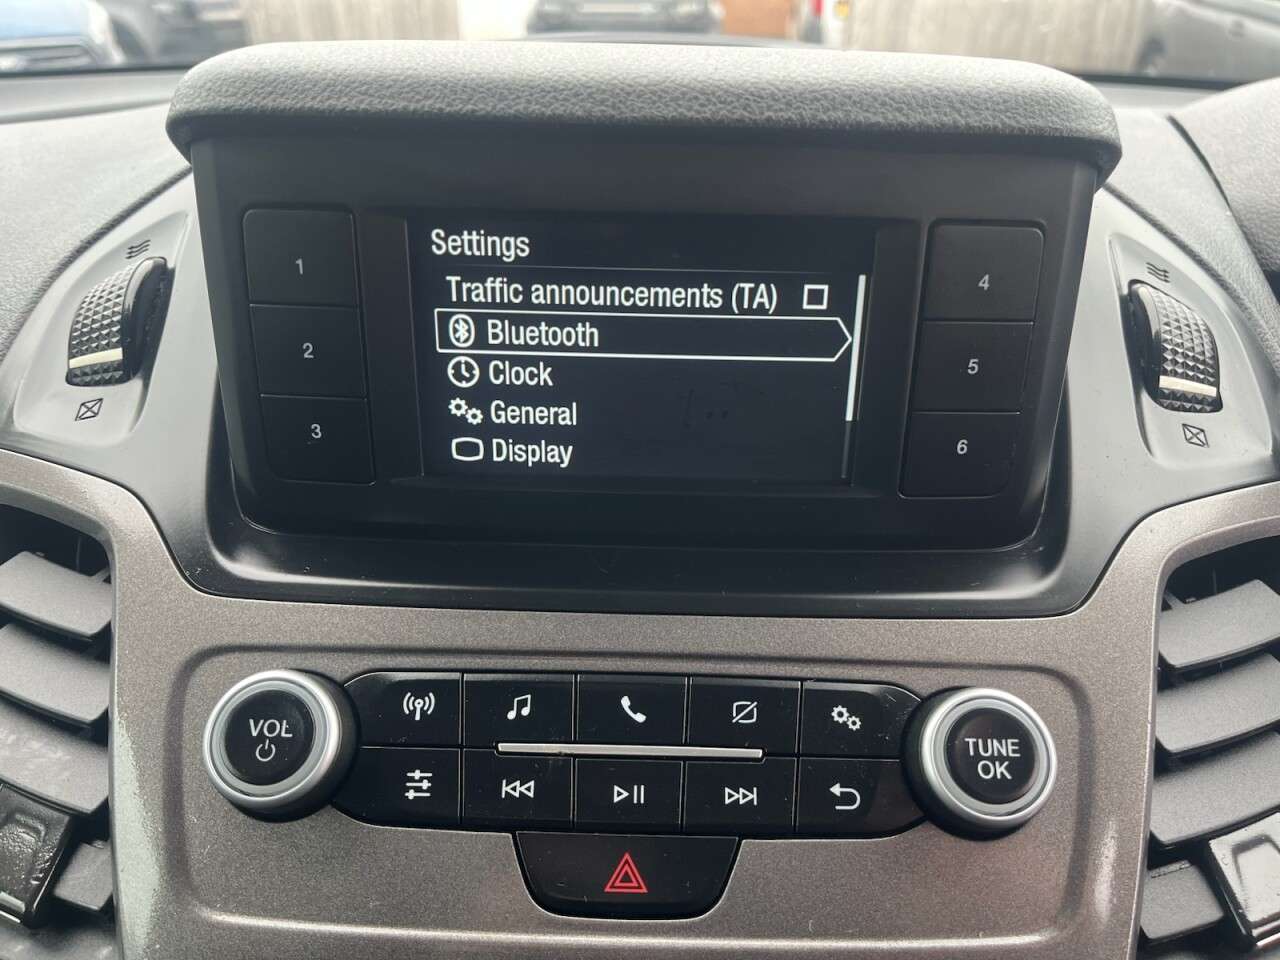 Settings
Traffic announcements (TA)
Bluetooth
Clock
General
Display
1
2
3
4
5
6
VOL
TUNE
OK